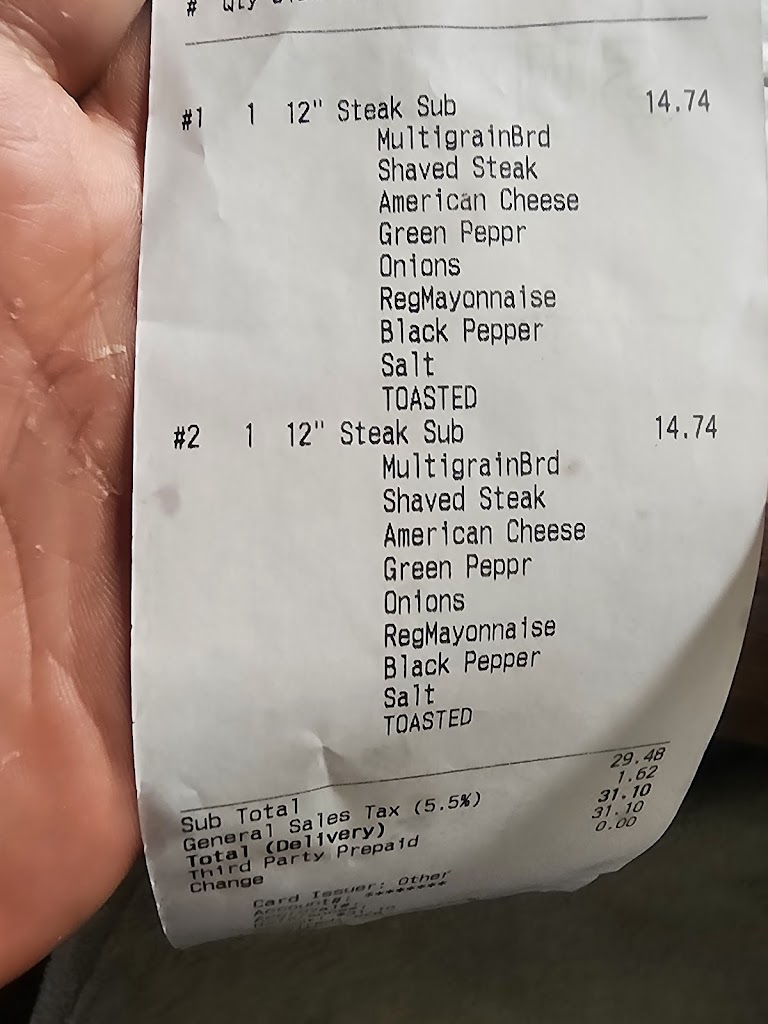 # Qty
#1 1 12" Steak Sub 14.74
MultigrainBrd
Shaved Steak
American Cheese
Green Peppr
Onions
RegMayonnaise
Black Pepper
Salt
TOASTED
#2 1 12" Steak Sub 14.74
MultigrainBrd
Shaved Steak
American Cheese
Green Peppr
Onions
RegMayonnaise
Black Pepper
Salt
TOASTED
Sub Total 29.48
General Sales Tax (5.5%) 1.62
Total (Delivery) 31.10
Third Party Prepaid 31.10
Change 0.00
Card Issuer: Other
Account#: ********